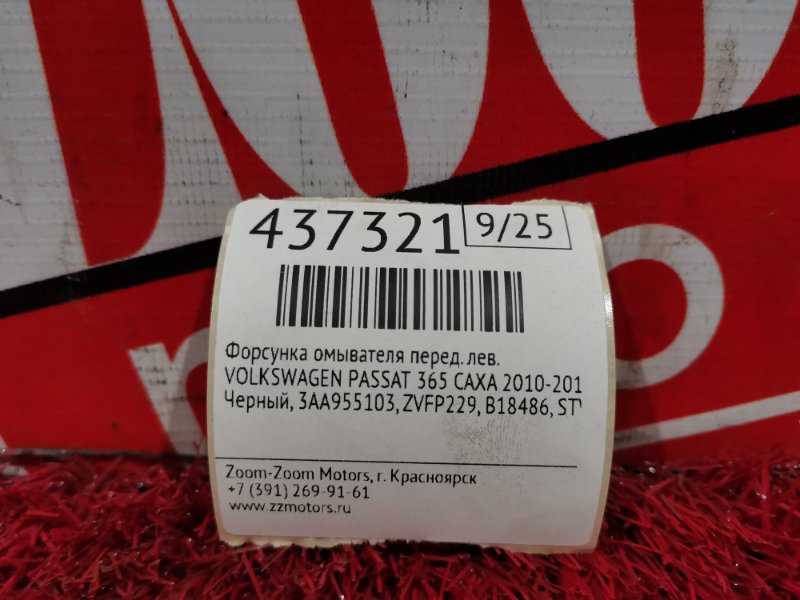 437321 9/25
Форсунка омывателя перед. лев.
VOLKSWAGEN PASSAT 365 CAXA 2010-201
Черный, 3AA955103, ZVFP229, B18486, ST
Zoom-Zoom Motors, г. Красноярск
+7 (391) 269-91-61
www.zzmotors.ru